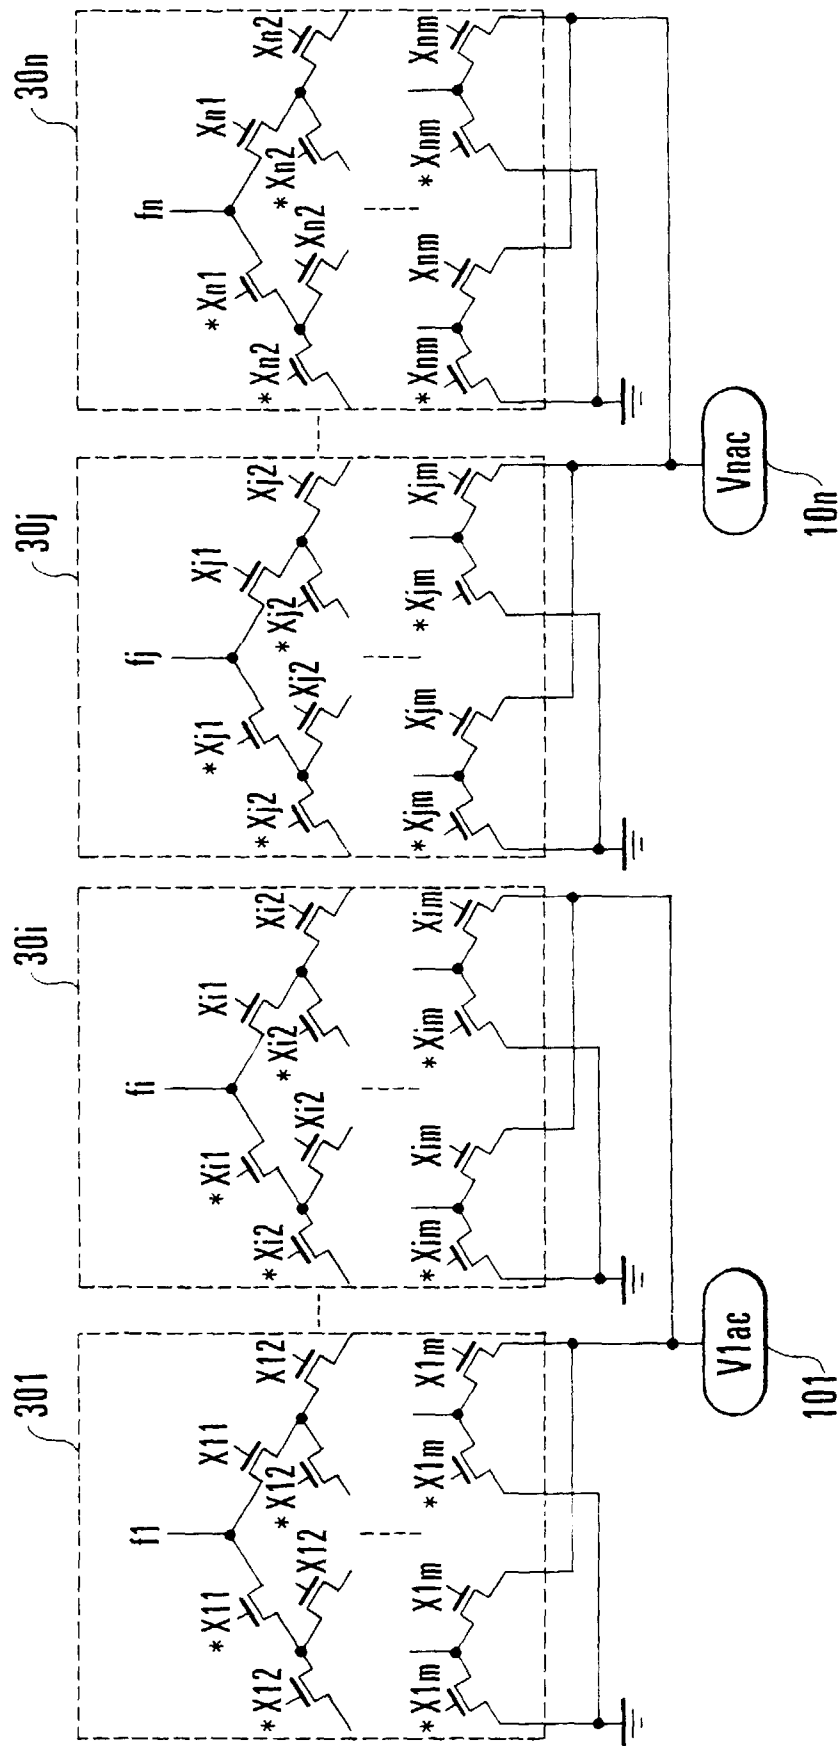 301 30i 30j 30n
f1 fi fj fn
*X11 X11 *Xi1 Xi1 *Xj1 Xj1 *Xn1 Xn1
*X12 X12 *X12 X12 *Xi2 Xi2 *Xi2 Xi2 *Xj2 Xj2 *Xj2 Xj2 *Xn2 Xn2 *Xn2 Xn2
*X1m X1m *X1m X1m *Xim Xim *Xim Xim *Xjm Xjm *Xjm Xjm *Xnm Xnm *Xnm Xnm
V1ac Vnac
101 10n